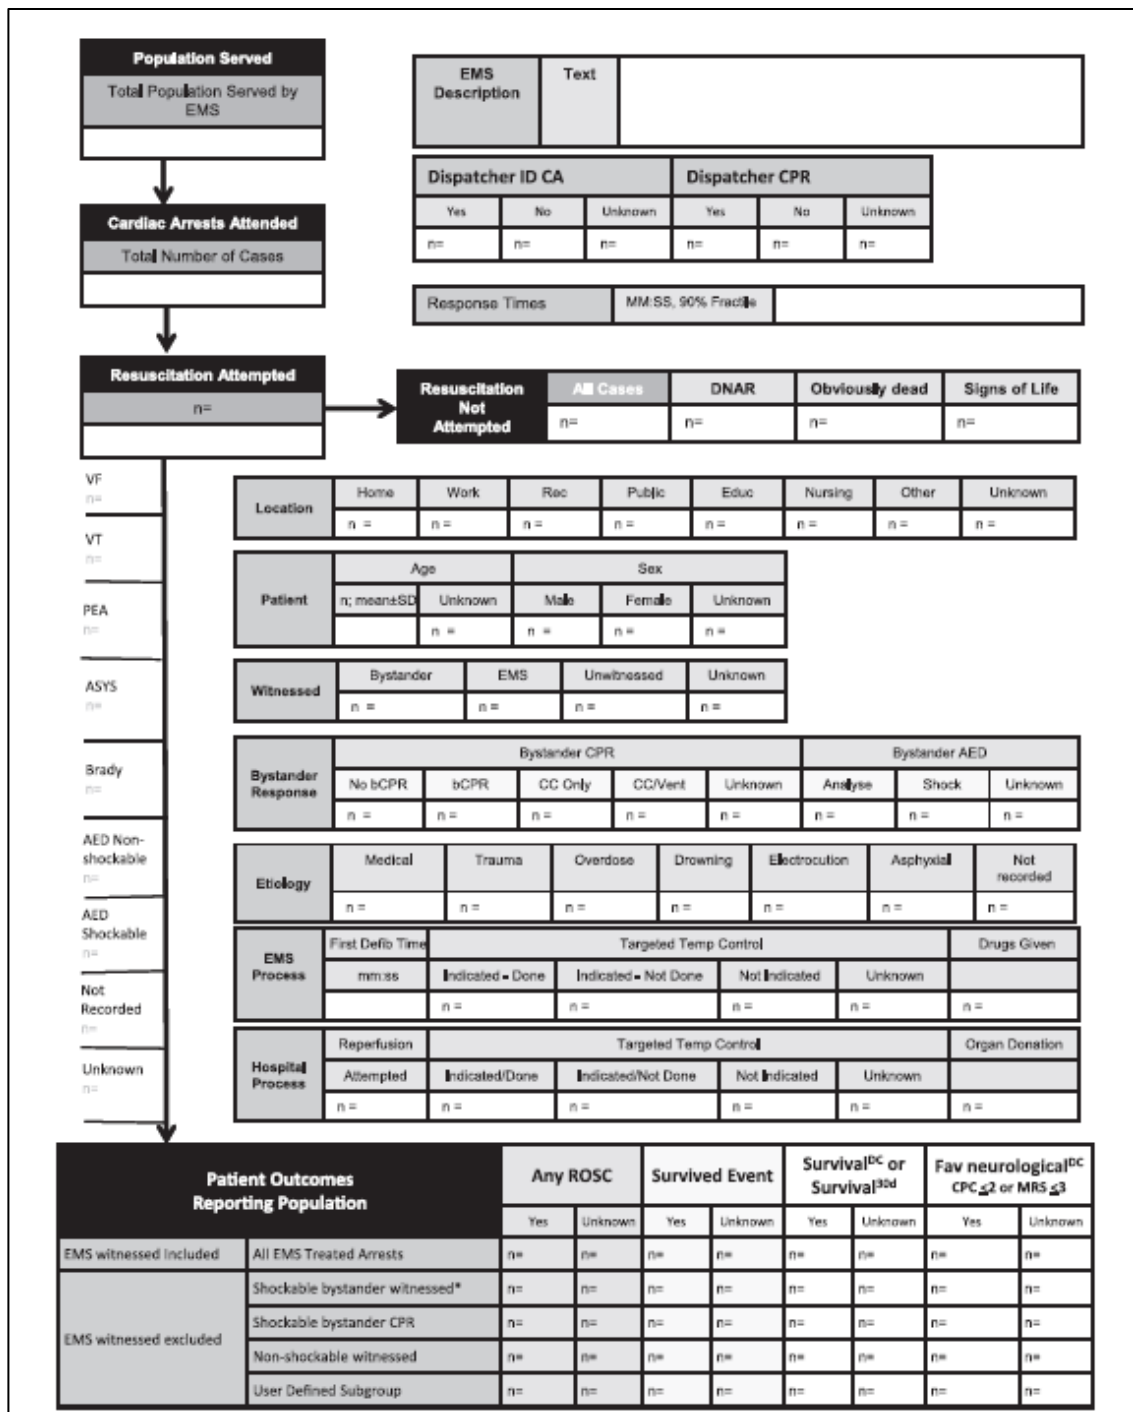 Population Served
Total Population Served by
EMS
EMS
Description
Text
Dispatcher ID CA
Dispatcher CPR
Yes
No
Unknown
Yes
No
Unknown
n=
n=
n=
n=
n=
n=
Cardiac Arrests Attended
Total Number of Cases
Response Times
MM:SS, 90% Fractile
Resuscitation Attempted
n=
Resuscitation
Not
Attempted
All Cases
DNAR
Obviously dead
Signs of Life
n=
n=
n=
n=
VF
n=
VT
n=
PEA
n=
ASYS
n=
Brady
n=
AED Non-
shockable
n=
AED
Shockable
n=
Not
Recorded
n=
Unknown
n=
Location
Home
Work
Rec
Public
Educ
Nursing
Other
Unknown
n =
n =
n =
n =
n =
n =
n =
n =
Patient
Age
Sex
n; mean±SD
Unknown
Male
Female
Unknown
n =
n =
n =
n =
Witnessed
Bystander
EMS
Unwitnessed
Unknown
n =
n =
n =
Bystander
Response
Bystander CPR
Bystander AED
No bCPR
bCPR
CC Only
CC/Vent
Unknown
Analyse
Shock
Unknown
n =
n =
n =
n =
n =
n =
n =
n =
Etiology
Medical
Trauma
Overdose
Drowning
Electrocution
Asphyxial
Not
recorded
n =
n =
n =
n =
n =
n =
n =
EMS
Process
First Defib Time
Targeted Temp Control
Drugs Given
mm:ss
Indicated - Done
Indicated - Not Done
Not Indicated
Unknown
n =
n =
n =
n =
n =
Hospital
Process
Reperfusion
Targeted Temp Control
Organ Donation
Attempted
Indicated/Done
Indicated/Not Done
Not Indicated
Unknown
n =
n =
n =
n =
n =
n =
Patient Outcomes
Reporting Population
Any ROSC
Survived Event
Survival^DC or
Survival^30d
Fav neurological^DC
CPC ≤2 or MRS ≤3
Yes
Unknown
Yes
Unknown
Yes
Unknown
Yes
Unknown
EMS witnessed Included
All EMS Treated Arrests
n=
n=
n=
n=
n=
n=
n=
n=
EMS witnessed excluded
Shockable bystander witnessed*
n=
n=
n=
n=
n=
n=
n=
n=
Shockable bystander CPR
n=
n=
n=
n=
n=
n=
n=
n=
Non-shockable witnessed
n=
n=
n=
n=
n=
n=
n=
n=
User Defined Subgroup
n=
n=
n=
n=
n=
n=
n=
n=